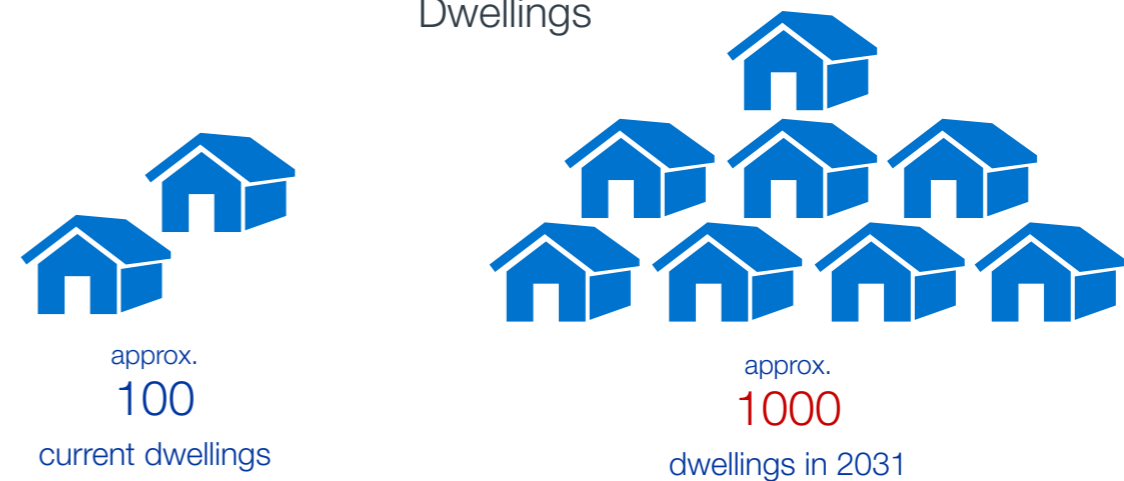 Dwellings
approx.
100
current dwellings
approx.
1000
dwellings in 2031